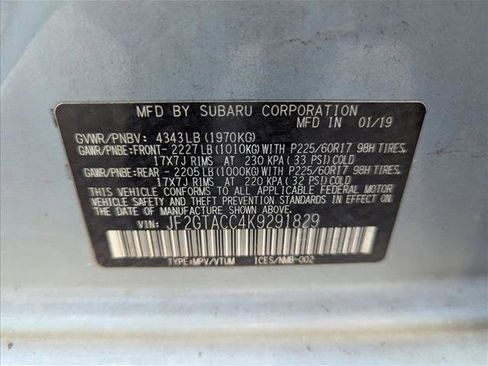 MFD BY SUBARU CORPORATION IN 01/19
GVWR/PNBV: 4343LB (1970KG)
GAWR/PNBE:FRONT- 2227LB (1010KG)WITH P225/60R17 98H TIRES,
17X7J RIMS AT 230 KPA ( 33 PSI) COLD
GAWR/PNBE:REAR - 2205LB (1000KG)WITH P225/60R17 98H TIRES,
17X7J RIMS AT 220 KPA ( 32 PSI) COLD
THIS VEHICLE CONFORMS TO ALL APPLICABLE FEDERAL MOTOR
VEHICLE SAFETY AND THEFT PREVENTION STANDARDS IN EFFECT
ON THE DATE OF MANUFACTURE SHOWN ABOVE.
VIN: JF2GTACC4K9291829
TYPE:MPV/VTUM ICES/NMB-002